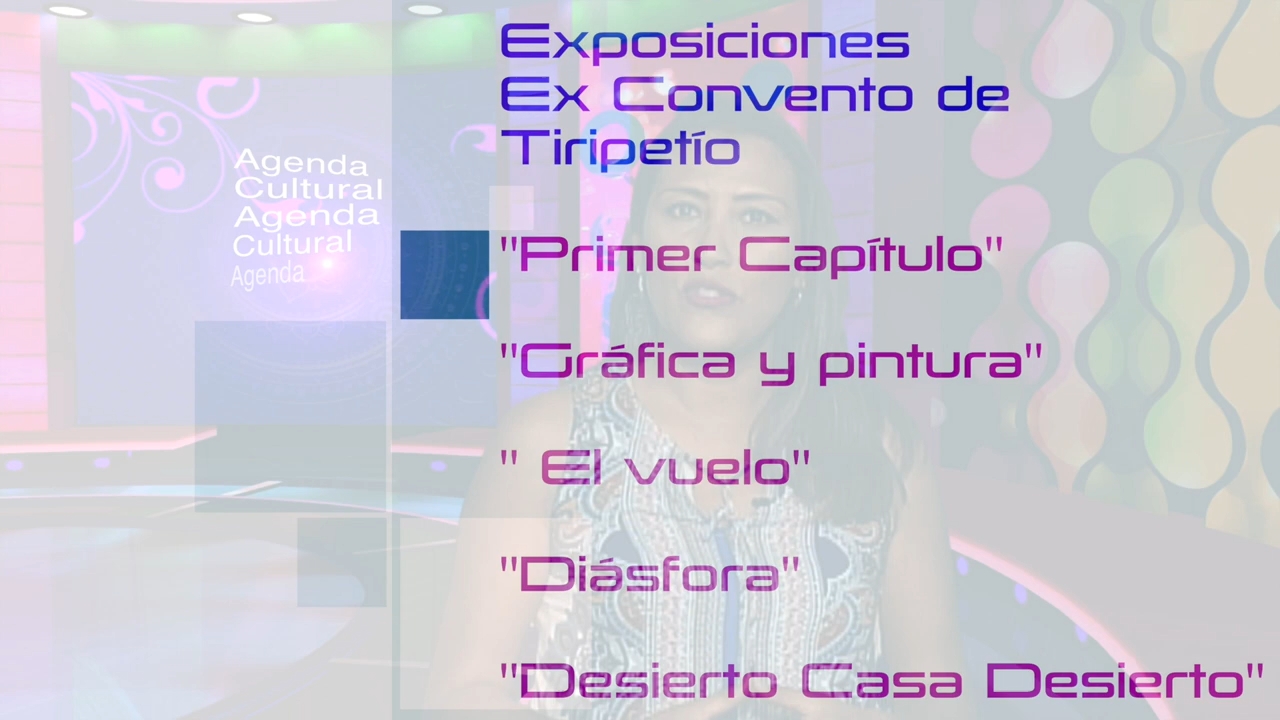 Exposiciones
Ex Convento de
Tiripetío
"Primer Capítulo"
"Gráfica y pintura"
" El vuelo"
"Diásfora"
"Desierto Casa Desierto"
Agenda
Cultural
Agenda
Cultural
Agenda